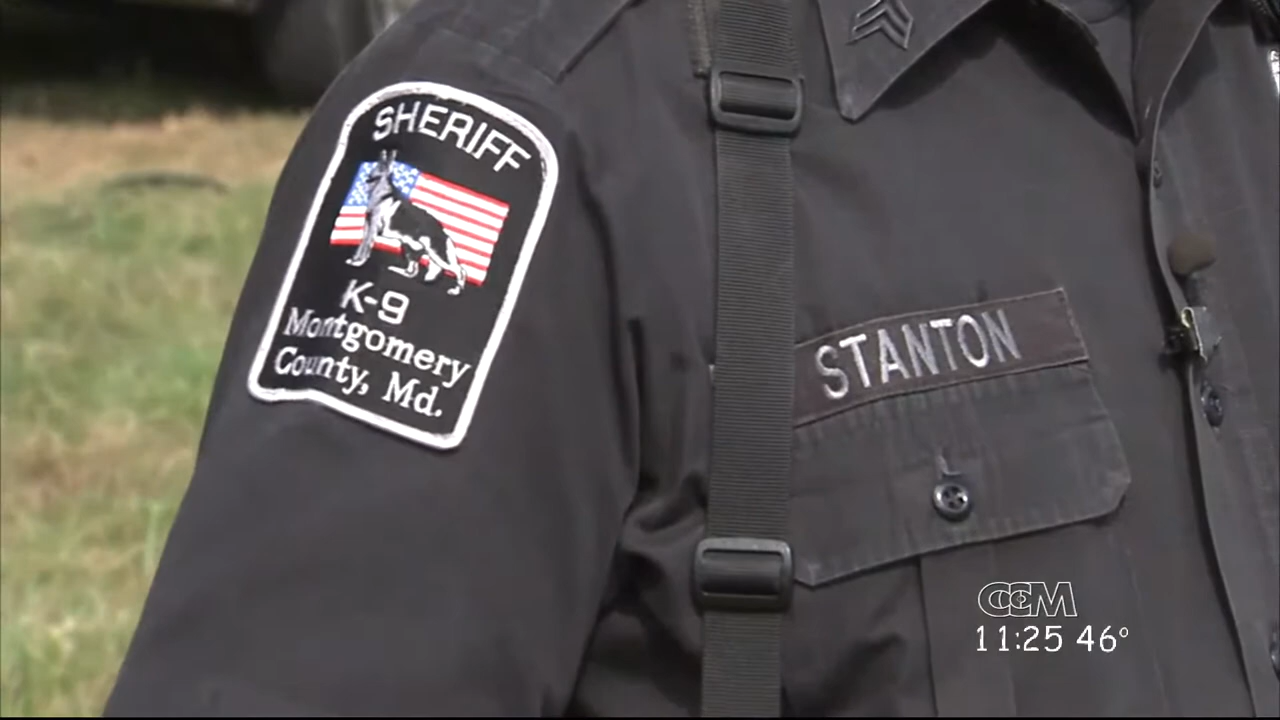 SHERIFF
K-9
Montgomery
County, Md.
STANTON
CCM
11:25 46°